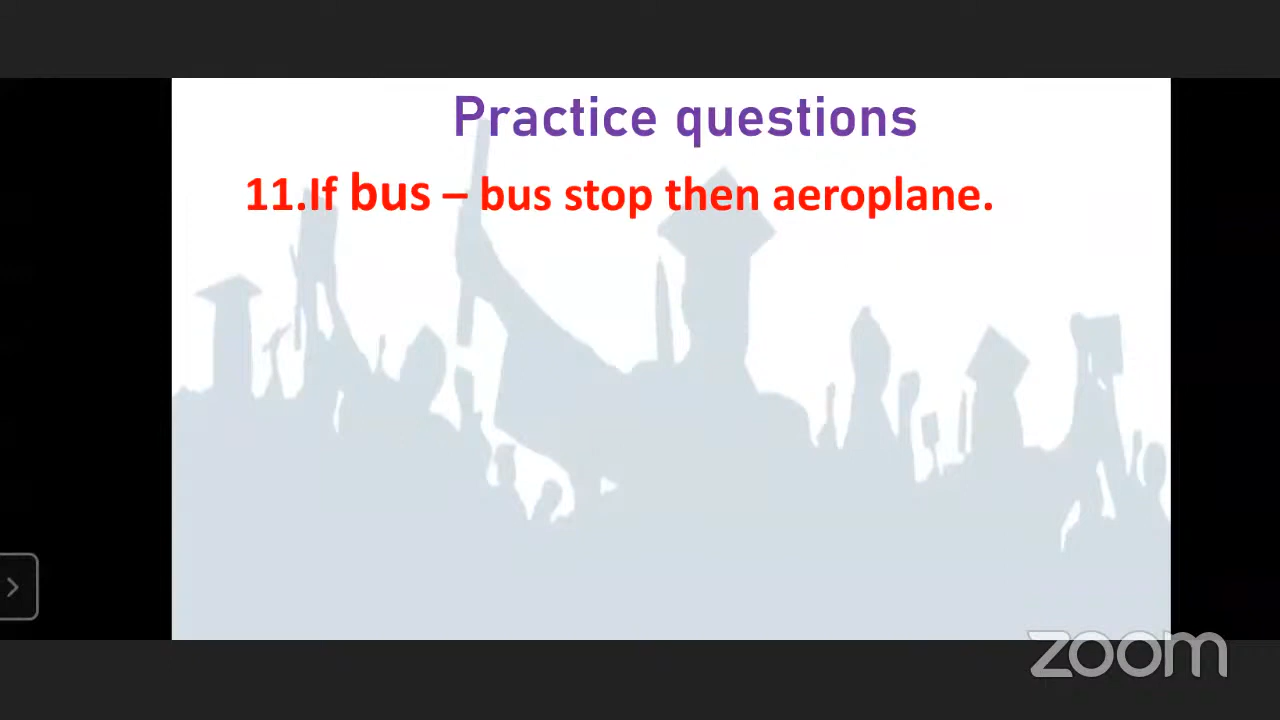 Practice questions
11.If bus – bus stop then aeroplane.
zoom